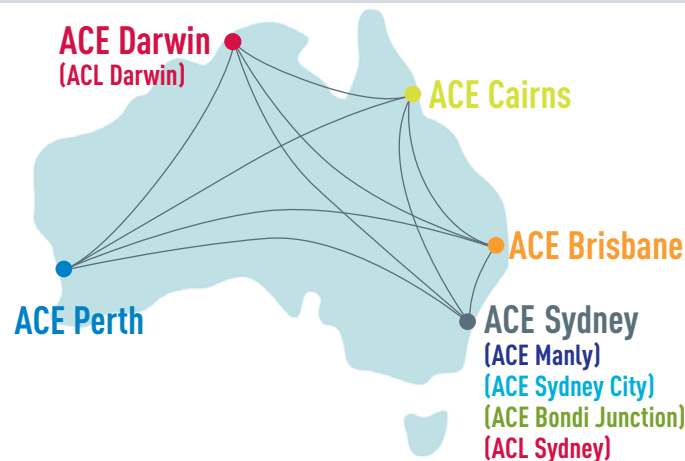 ACE Darwin
(ACL Darwin)
ACE Cairns
ACE Brisbane
ACE Perth
ACE Sydney
(ACE Manly)
(ACE Sydney City)
(ACE Bondi Junction)
(ACL Sydney)